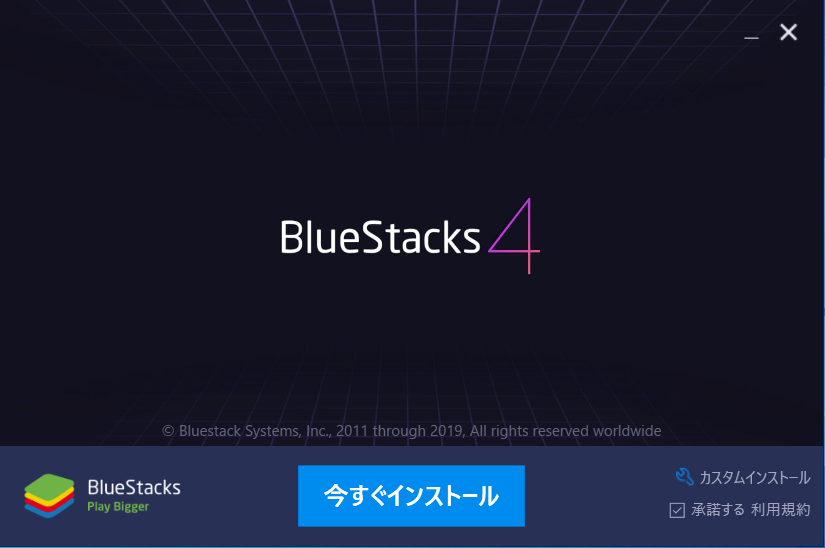 BlueStacks 4
© Bluestack Systems, Inc., 2011 through 2019, All rights reserved worldwide
BlueStacks
Play Bigger
今すぐインストール
カスタムインストール
承諾する 利用規約